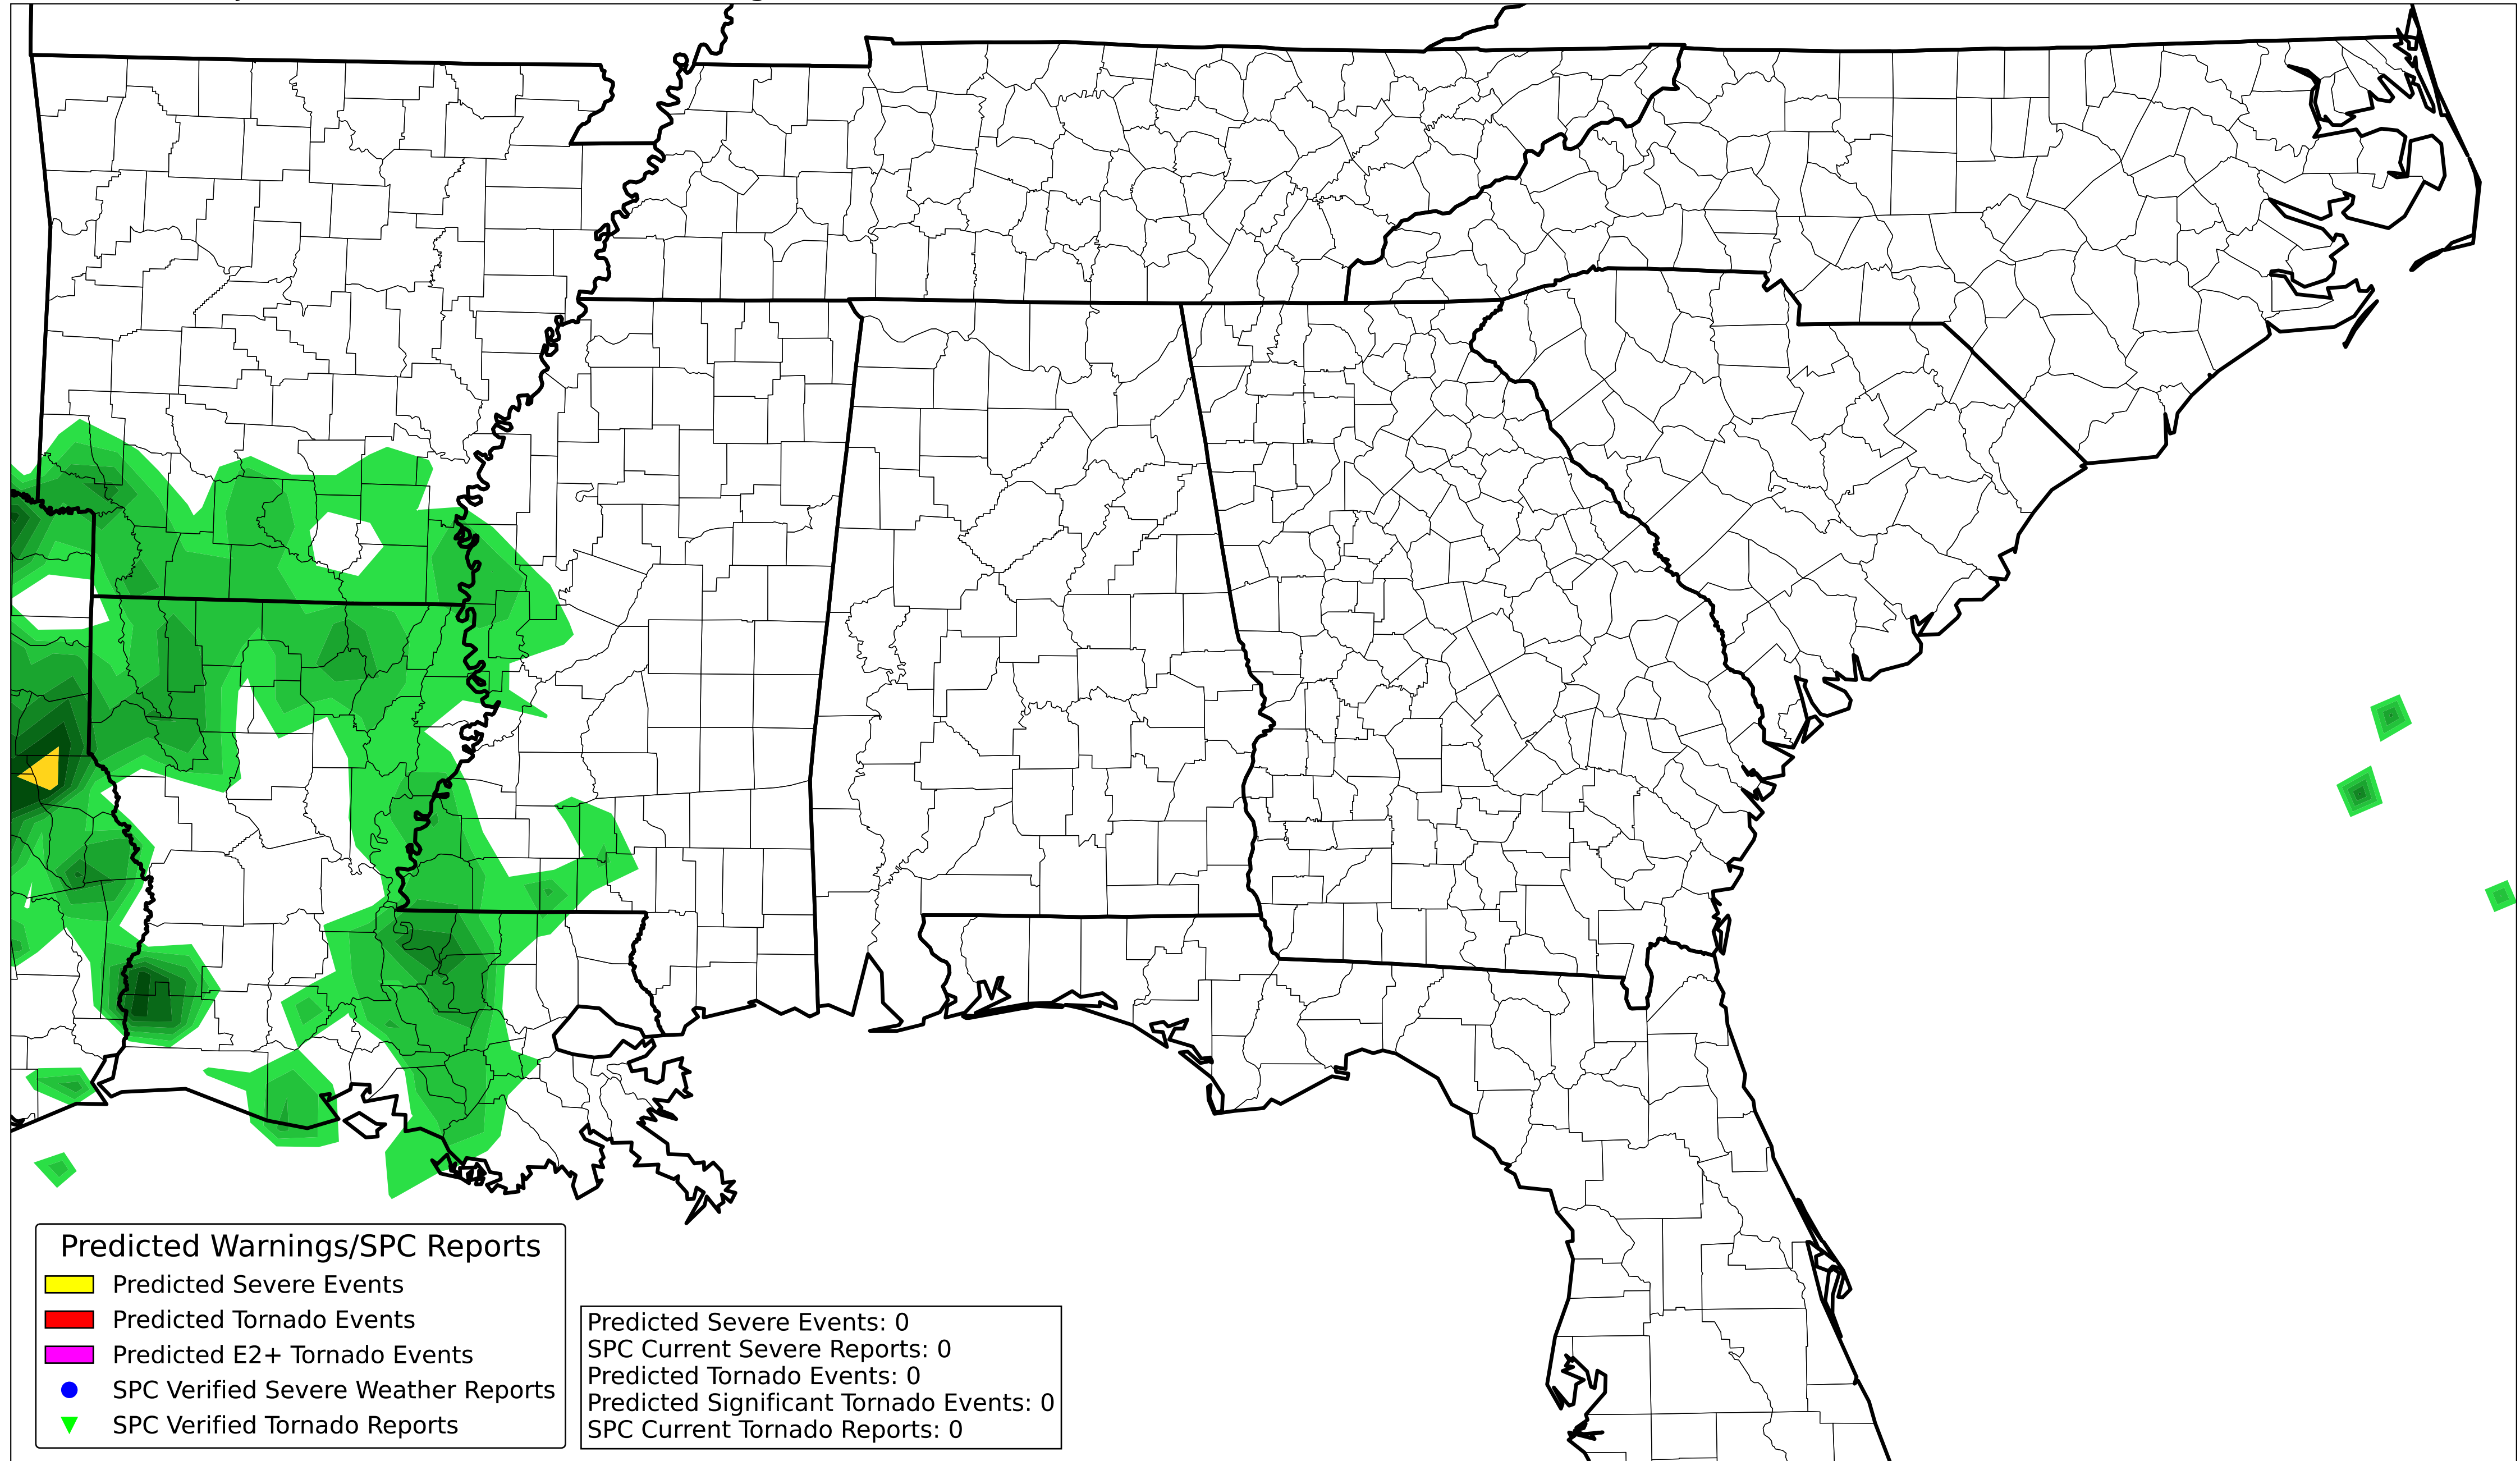 Predicted Warnings/SPC Reports
Predicted Severe Events
Predicted Tornado Events
Predicted E2+ Tornado Events
SPC Verified Severe Weather Reports
SPC Verified Tornado Reports
Predicted Severe Events: 0
SPC Current Severe Reports: 0
Predicted Tornado Events: 0
Predicted Significant Tornado Events: 0
SPC Current Tornado Reports: 0